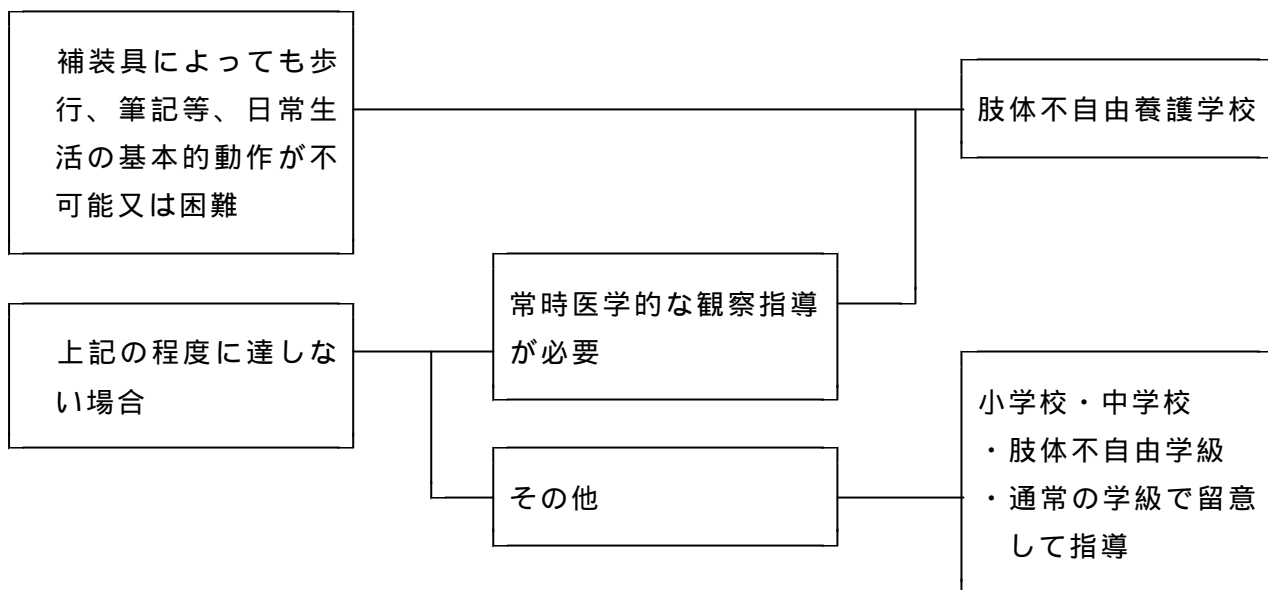 補装具によっても歩
行、筆記等、日常生
活の基本的動作が不
可能又は困難
肢体不自由養護学校
常時医学的な観察指導
が必要
上記の程度に達しな
い場合
その他
小学校・中学校
・肢体不自由学級
・通常の学級で留意
して指導